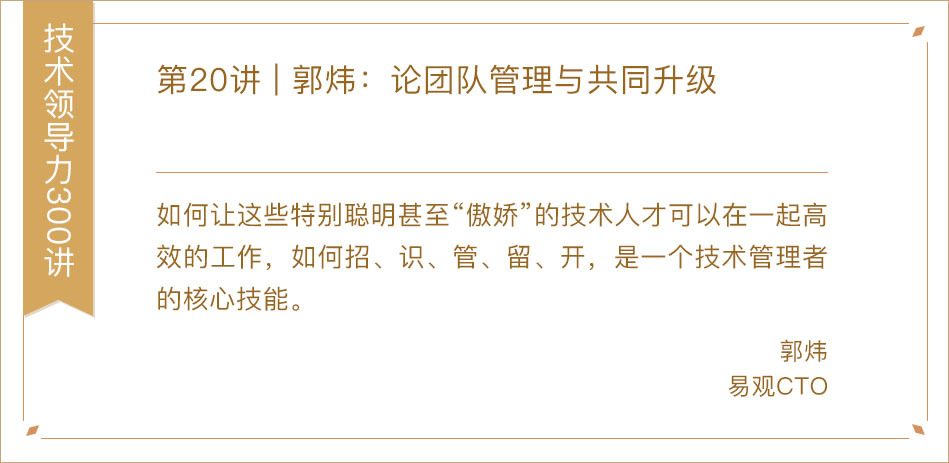 技术领导力300讲
第20讲 | 郭炜：论团队管理与共同升级
如何让这些特别聪明甚至“傲娇”的技术人才可以在一起高
效的工作，如何招、识、管、留、开，是一个技术管理者
的核心技能。
郭炜
易观CTO